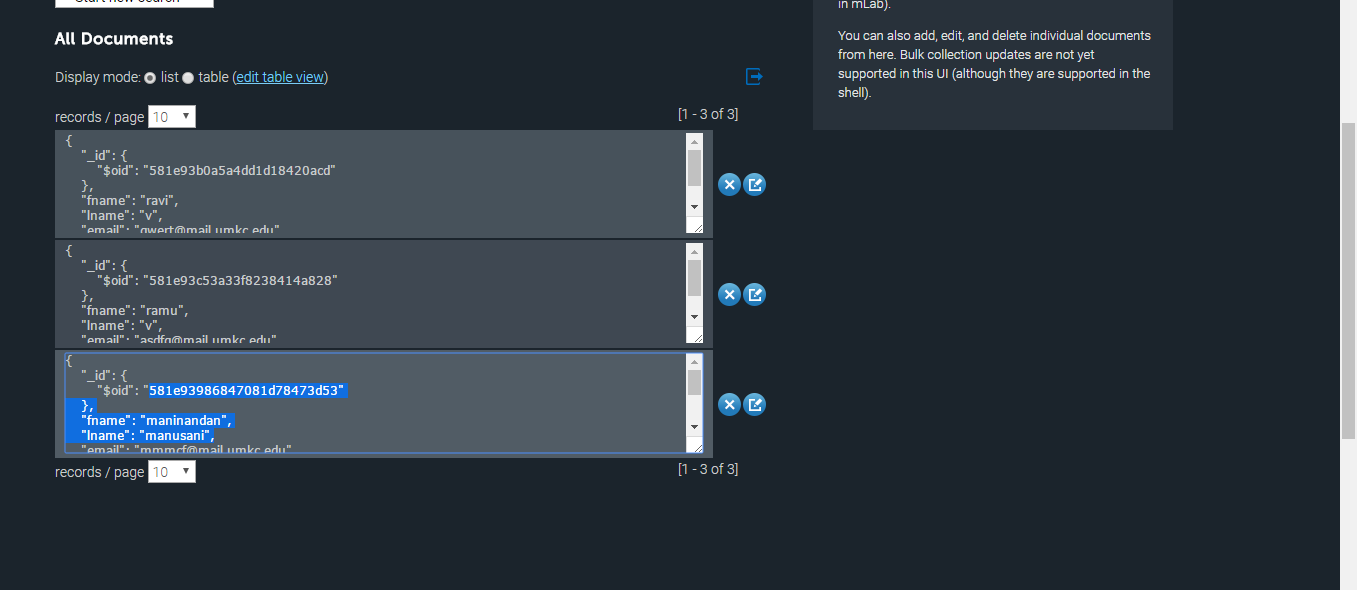 Start new search
in mLab).
You can also add, edit, and delete individual documents
from here. Bulk collection updates are not yet
supported in this UI (although they are supported in the
shell).
All Documents
Display mode: list table (edit table view)
records / page 10 [1 - 3 of 3]
{
"_id": {
"$oid": "581e93b0a5a4dd1d18420acd"
},
"fname": "ravi",
"lname": "v",
"email": "qwert@mail.umkc.edu"
{
"_id": {
"$oid": "581e93c53a33f8238414a828"
},
"fname": "ramu",
"lname": "v",
"email": "asdfg@mail.umkc.edu"
{
"_id": {
"$oid": "581e93986847081d78473d53"
},
"fname": "maninandan",
"lname": "manusani",
"email": "mmmcf@mail.umkc.edu"
records / page 10 [1 - 3 of 3]